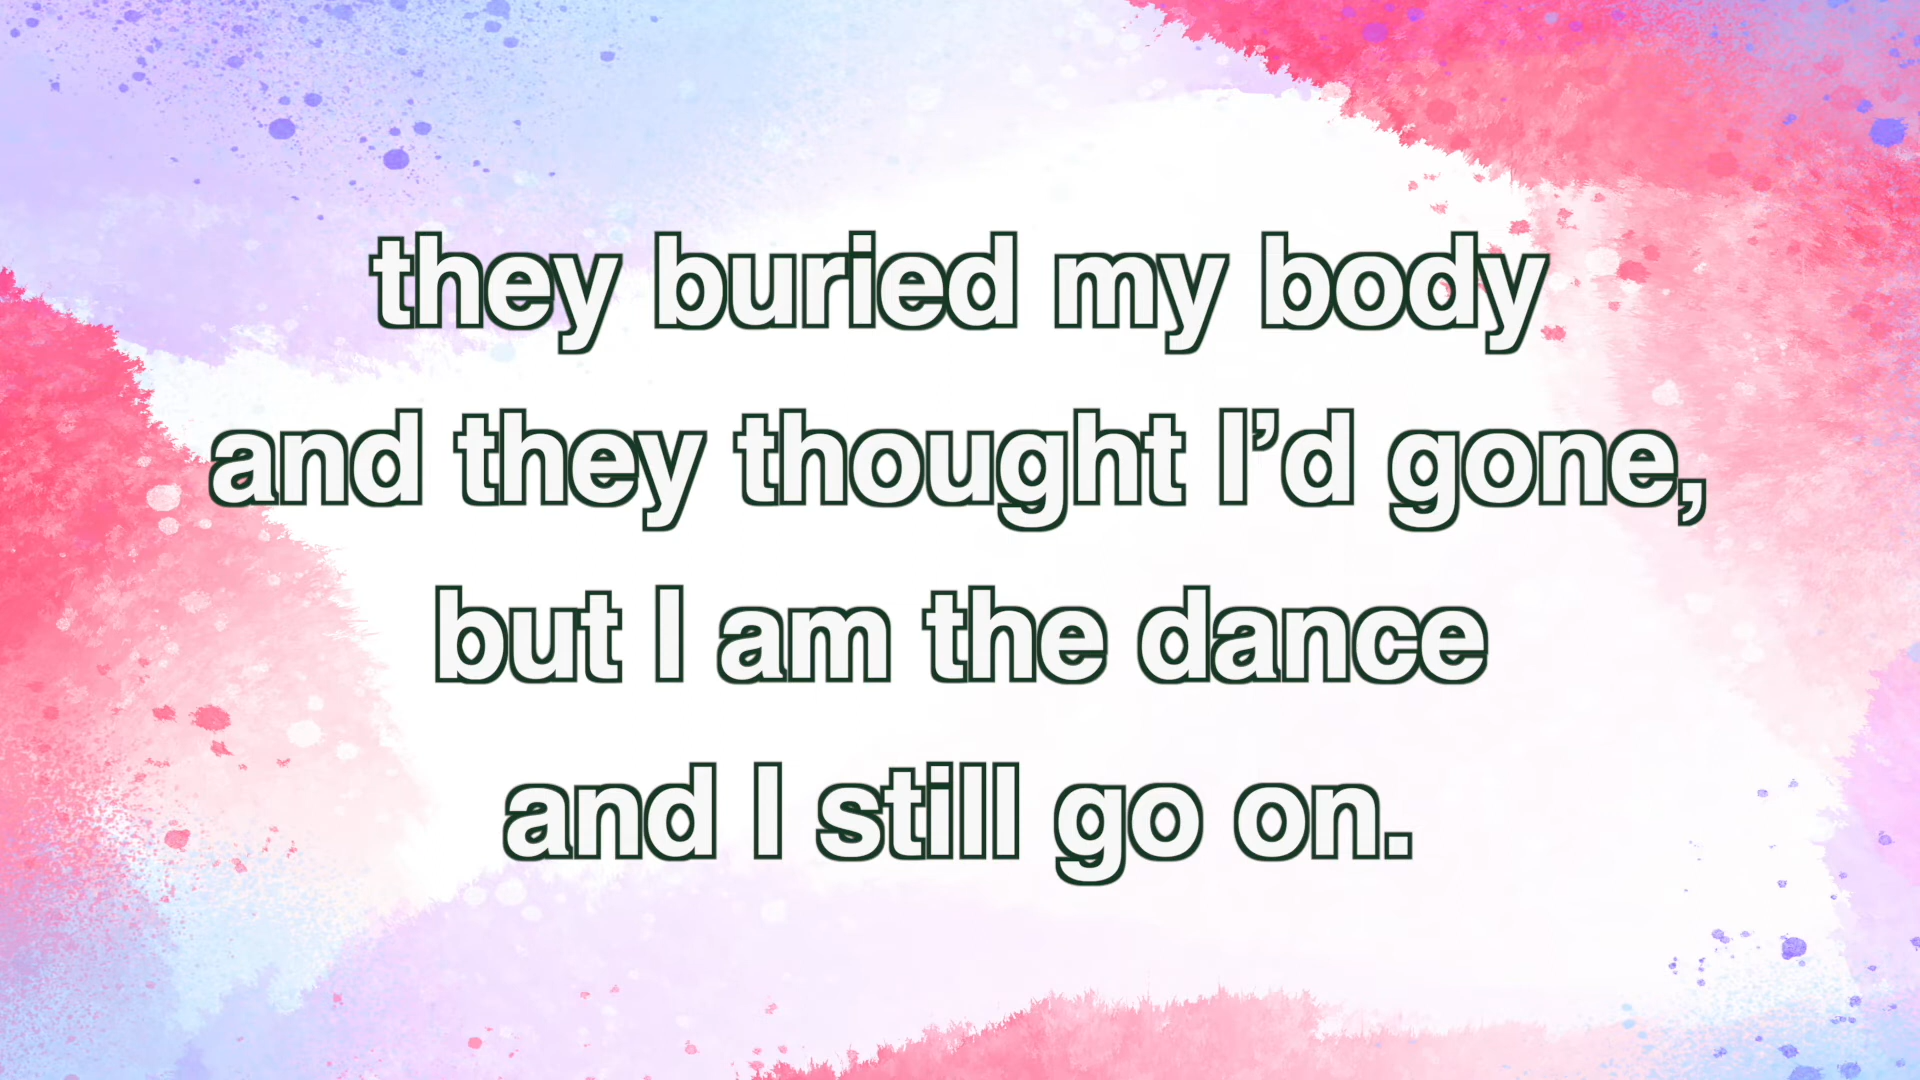 they buried my body
and they thought I’d gone,
but I am the dance
and I still go on.